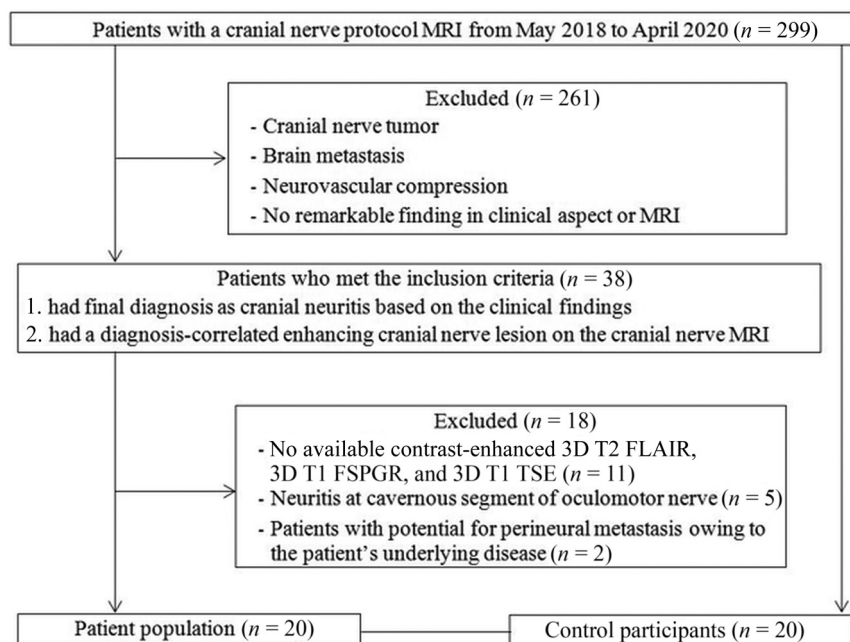 Patients with a cranial nerve protocol MRI from May 2018 to April 2020 (n = 299)
Excluded (n = 261)
- Cranial nerve tumor
- Brain metastasis
- Neurovascular compression
- No remarkable finding in clinical aspect or MRI
Patients who met the inclusion criteria (n = 38)
1. had final diagnosis as cranial neuritis based on the clinical findings
2. had a diagnosis-correlated enhancing cranial nerve lesion on the cranial nerve MRI
Excluded (n = 18)
- No available contrast-enhanced 3D T2 FLAIR,
3D T1 FSPGR, and 3D T1 TSE (n = 11)
- Neuritis at cavernous segment of oculomotor nerve (n = 5)
- Patients with potential for perineural metastasis owing to
the patient's underlying disease (n = 2)
Patient population (n = 20)
Control participants (n = 20)